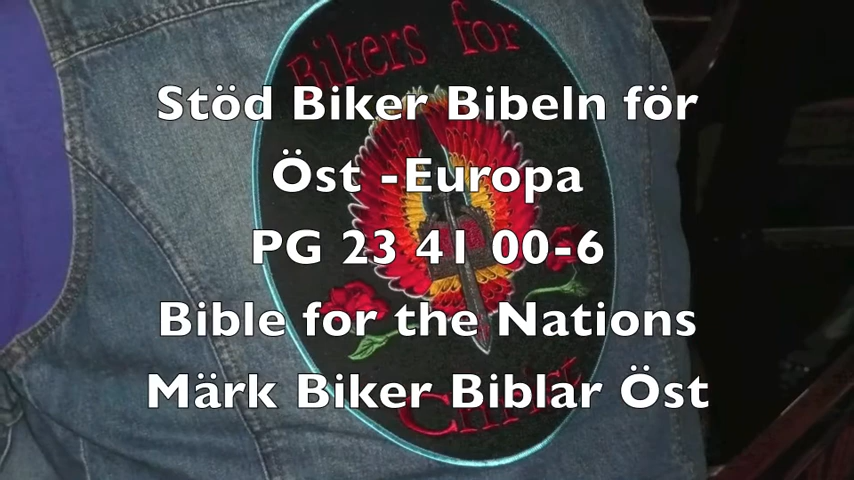 Bikers for
Stöd Biker Bibeln för
Öst -Europa
PG 23 41 00-6
Bible for the Nations
Märk Biker Biblar Öst
Christ